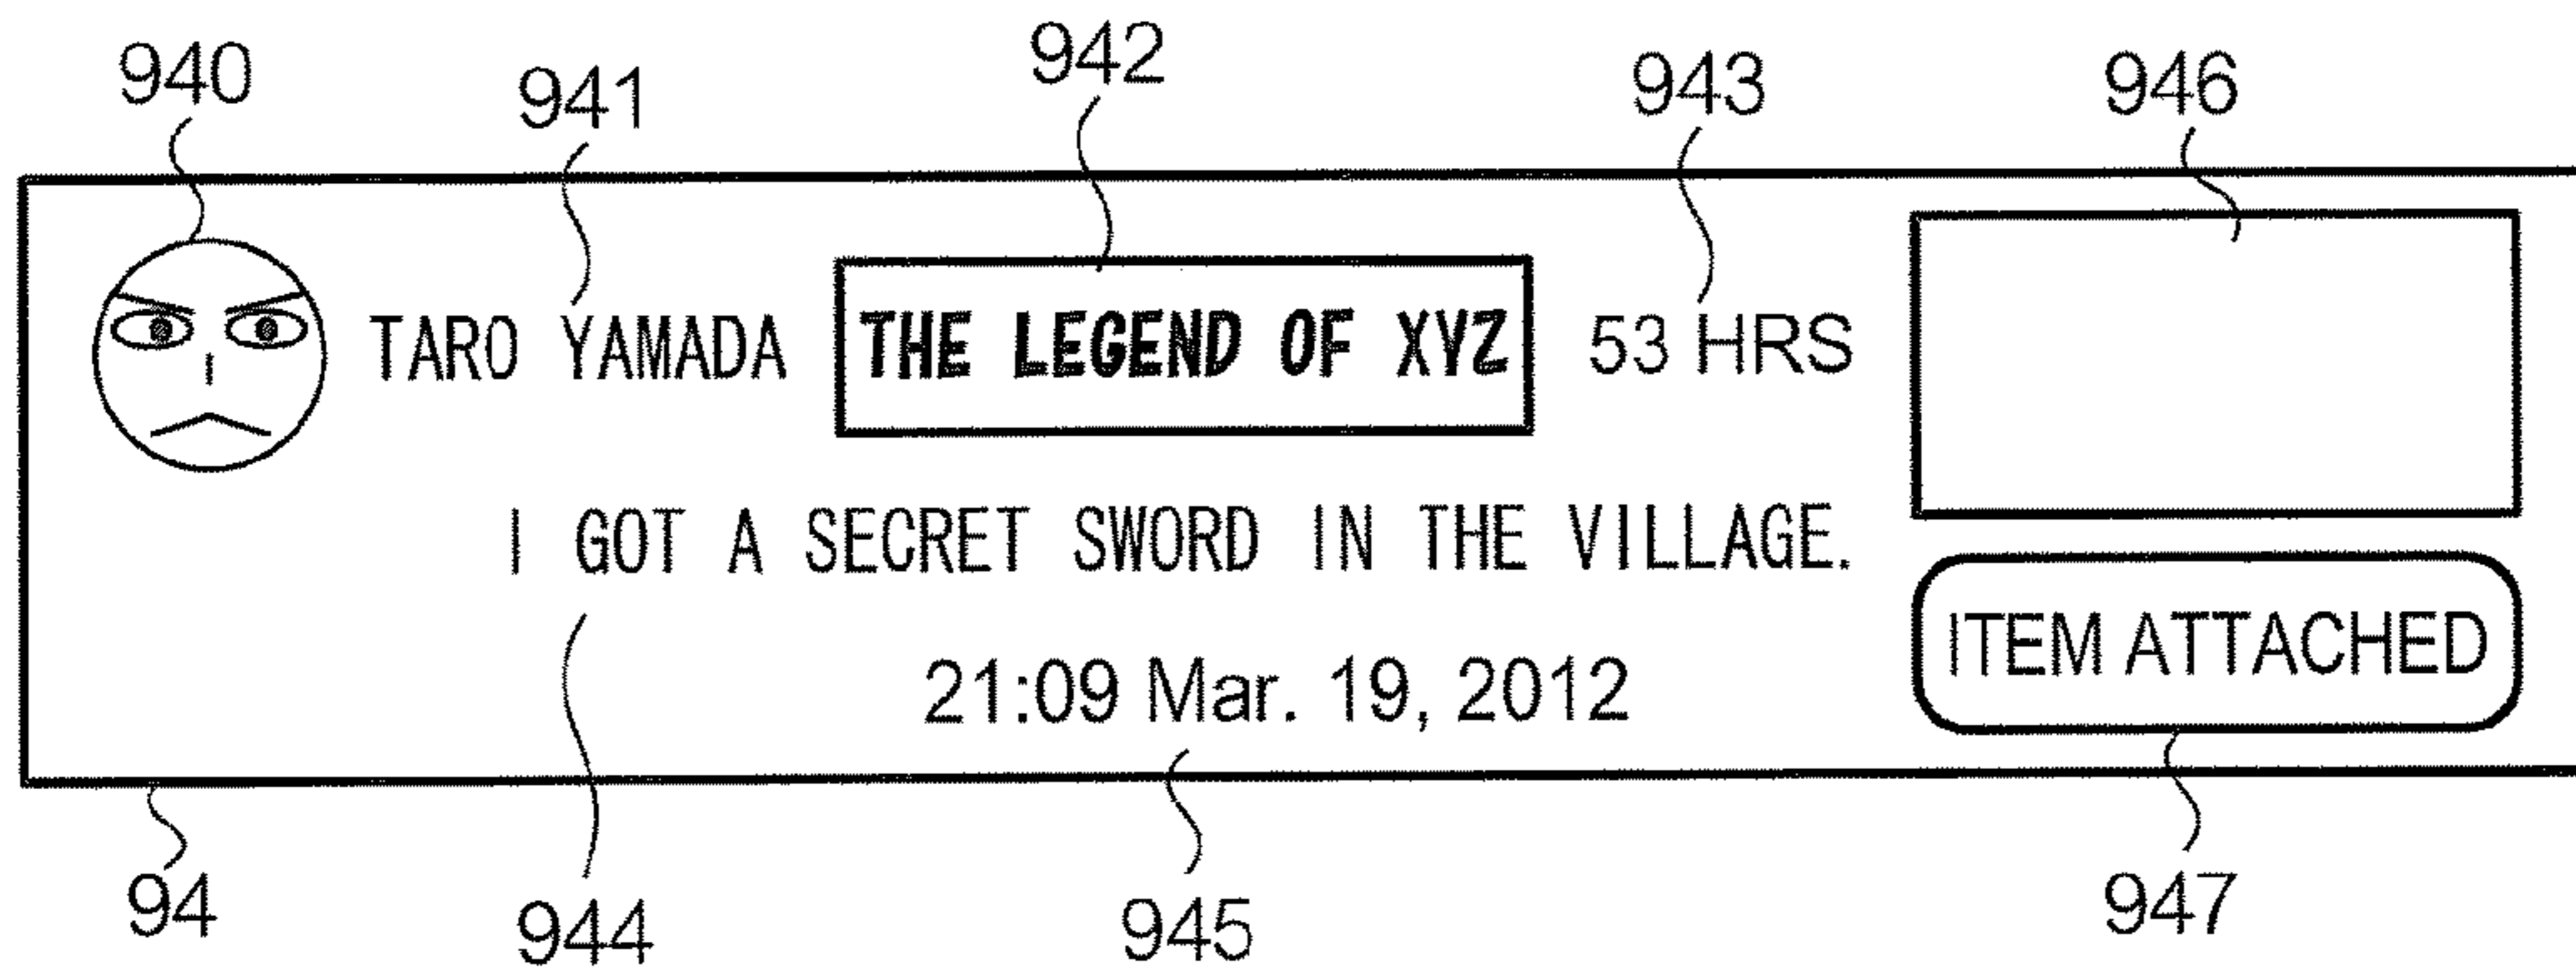 940 941 942 943 946
TARO YAMADA THE LEGEND OF XYZ 53 HRS
I GOT A SECRET SWORD IN THE VILLAGE.
ITEM ATTACHED
21:09 Mar. 19, 2012
94 944 945 947